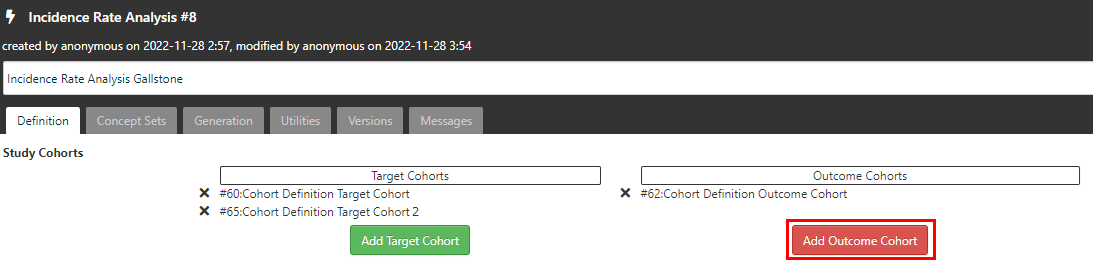 Incidence Rate Analysis #8
created by anonymous on 2022-11-28 2:57, modified by anonymous on 2022-11-28 3:54
Incidence Rate Analysis Gallstone
Definition Concept Sets Generation Utilities Versions Messages
Study Cohorts
Target Cohorts Outcome Cohorts
#60:Cohort Definition Target Cohort #62:Cohort Definition Outcome Cohort
#65:Cohort Definition Target Cohort 2
Add Target Cohort Add Outcome Cohort